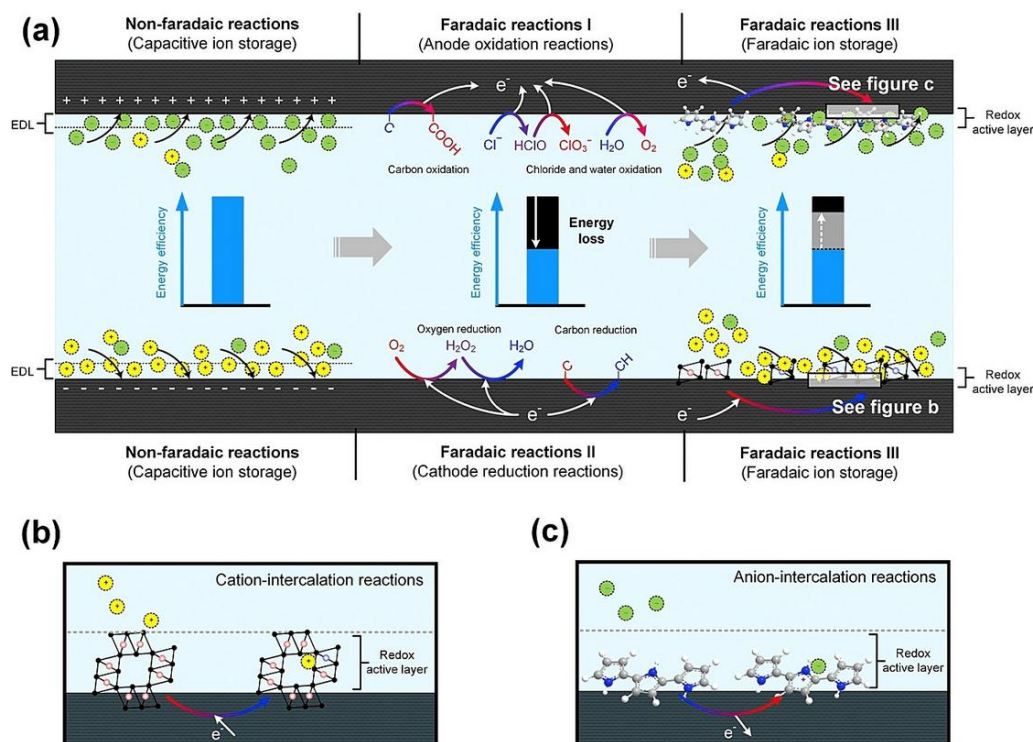 (a)
Non-faradaic reactions
(Capacitive ion storage)
Faradaic reactions I
(Anode oxidation reactions)
Faradaic reactions III
(Faradaic ion storage)
+ + + + + + + + + + + + + + +
EDL
e⁻
C
COOH
Carbon oxidation
Cl⁻
HClO
ClO₃⁻
H₂O
O₂
Chloride and water oxidation
e⁻
See figure c
Redox
active layer
Energy efficiency
Energy efficiency
Energy
loss
Energy efficiency
EDL
Oxygen reduction
O₂
H₂O₂
H₂O
Carbon reduction
C
CH
e⁻
e⁻
See figure b
Redox
active layer
Non-faradaic reactions
(Capacitive ion storage)
Faradaic reactions II
(Cathode reduction reactions)
Faradaic reactions III
(Faradaic ion storage)
(b)
Cation-intercalation reactions
Redox
active layer
e⁻
(c)
Anion-intercalation reactions
Redox
active layer
e⁻